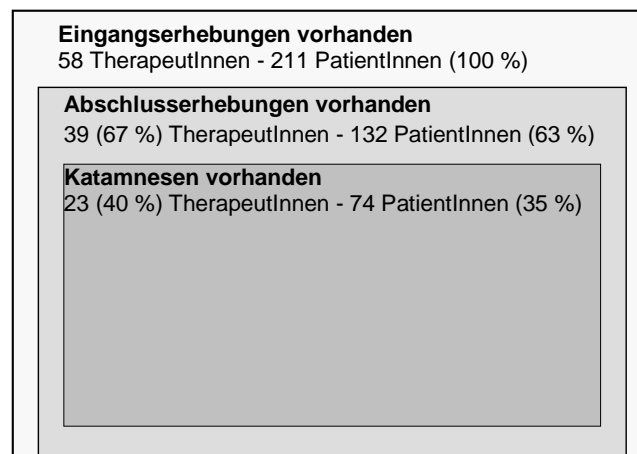 Eingangserhebungen vorhanden
58 TherapeutInnen - 211 PatientInnen (100 %)
Abschlusserhebungen vorhanden
39 (67 %) TherapeutInnen - 132 PatientInnen (63 %)
Katamnesen vorhanden
23 (40 %) TherapeutInnen - 74 PatientInnen (35 %)